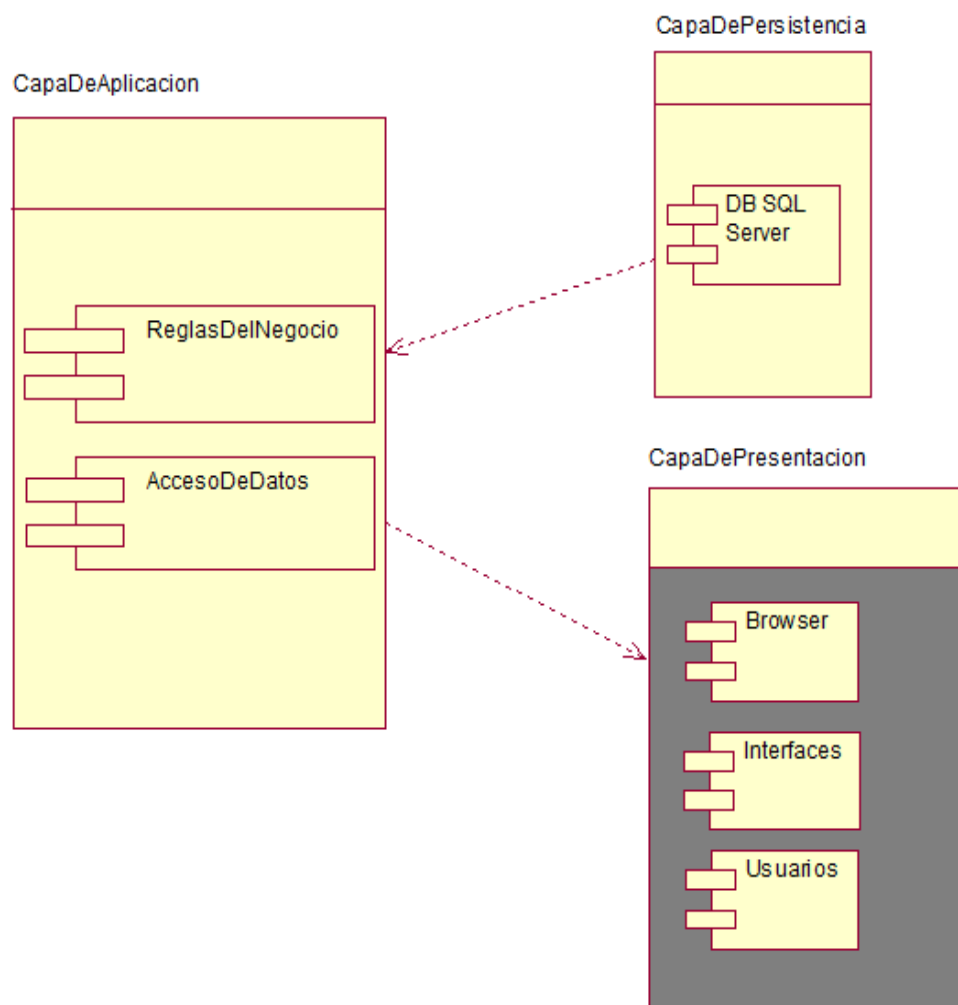 CapaDePersistencia
DB SQL
Server
CapaDeAplicacion
ReglasDelNegocio
AccesoDeDatos
CapaDePresentacion
Browser
Interfaces
Usuarios